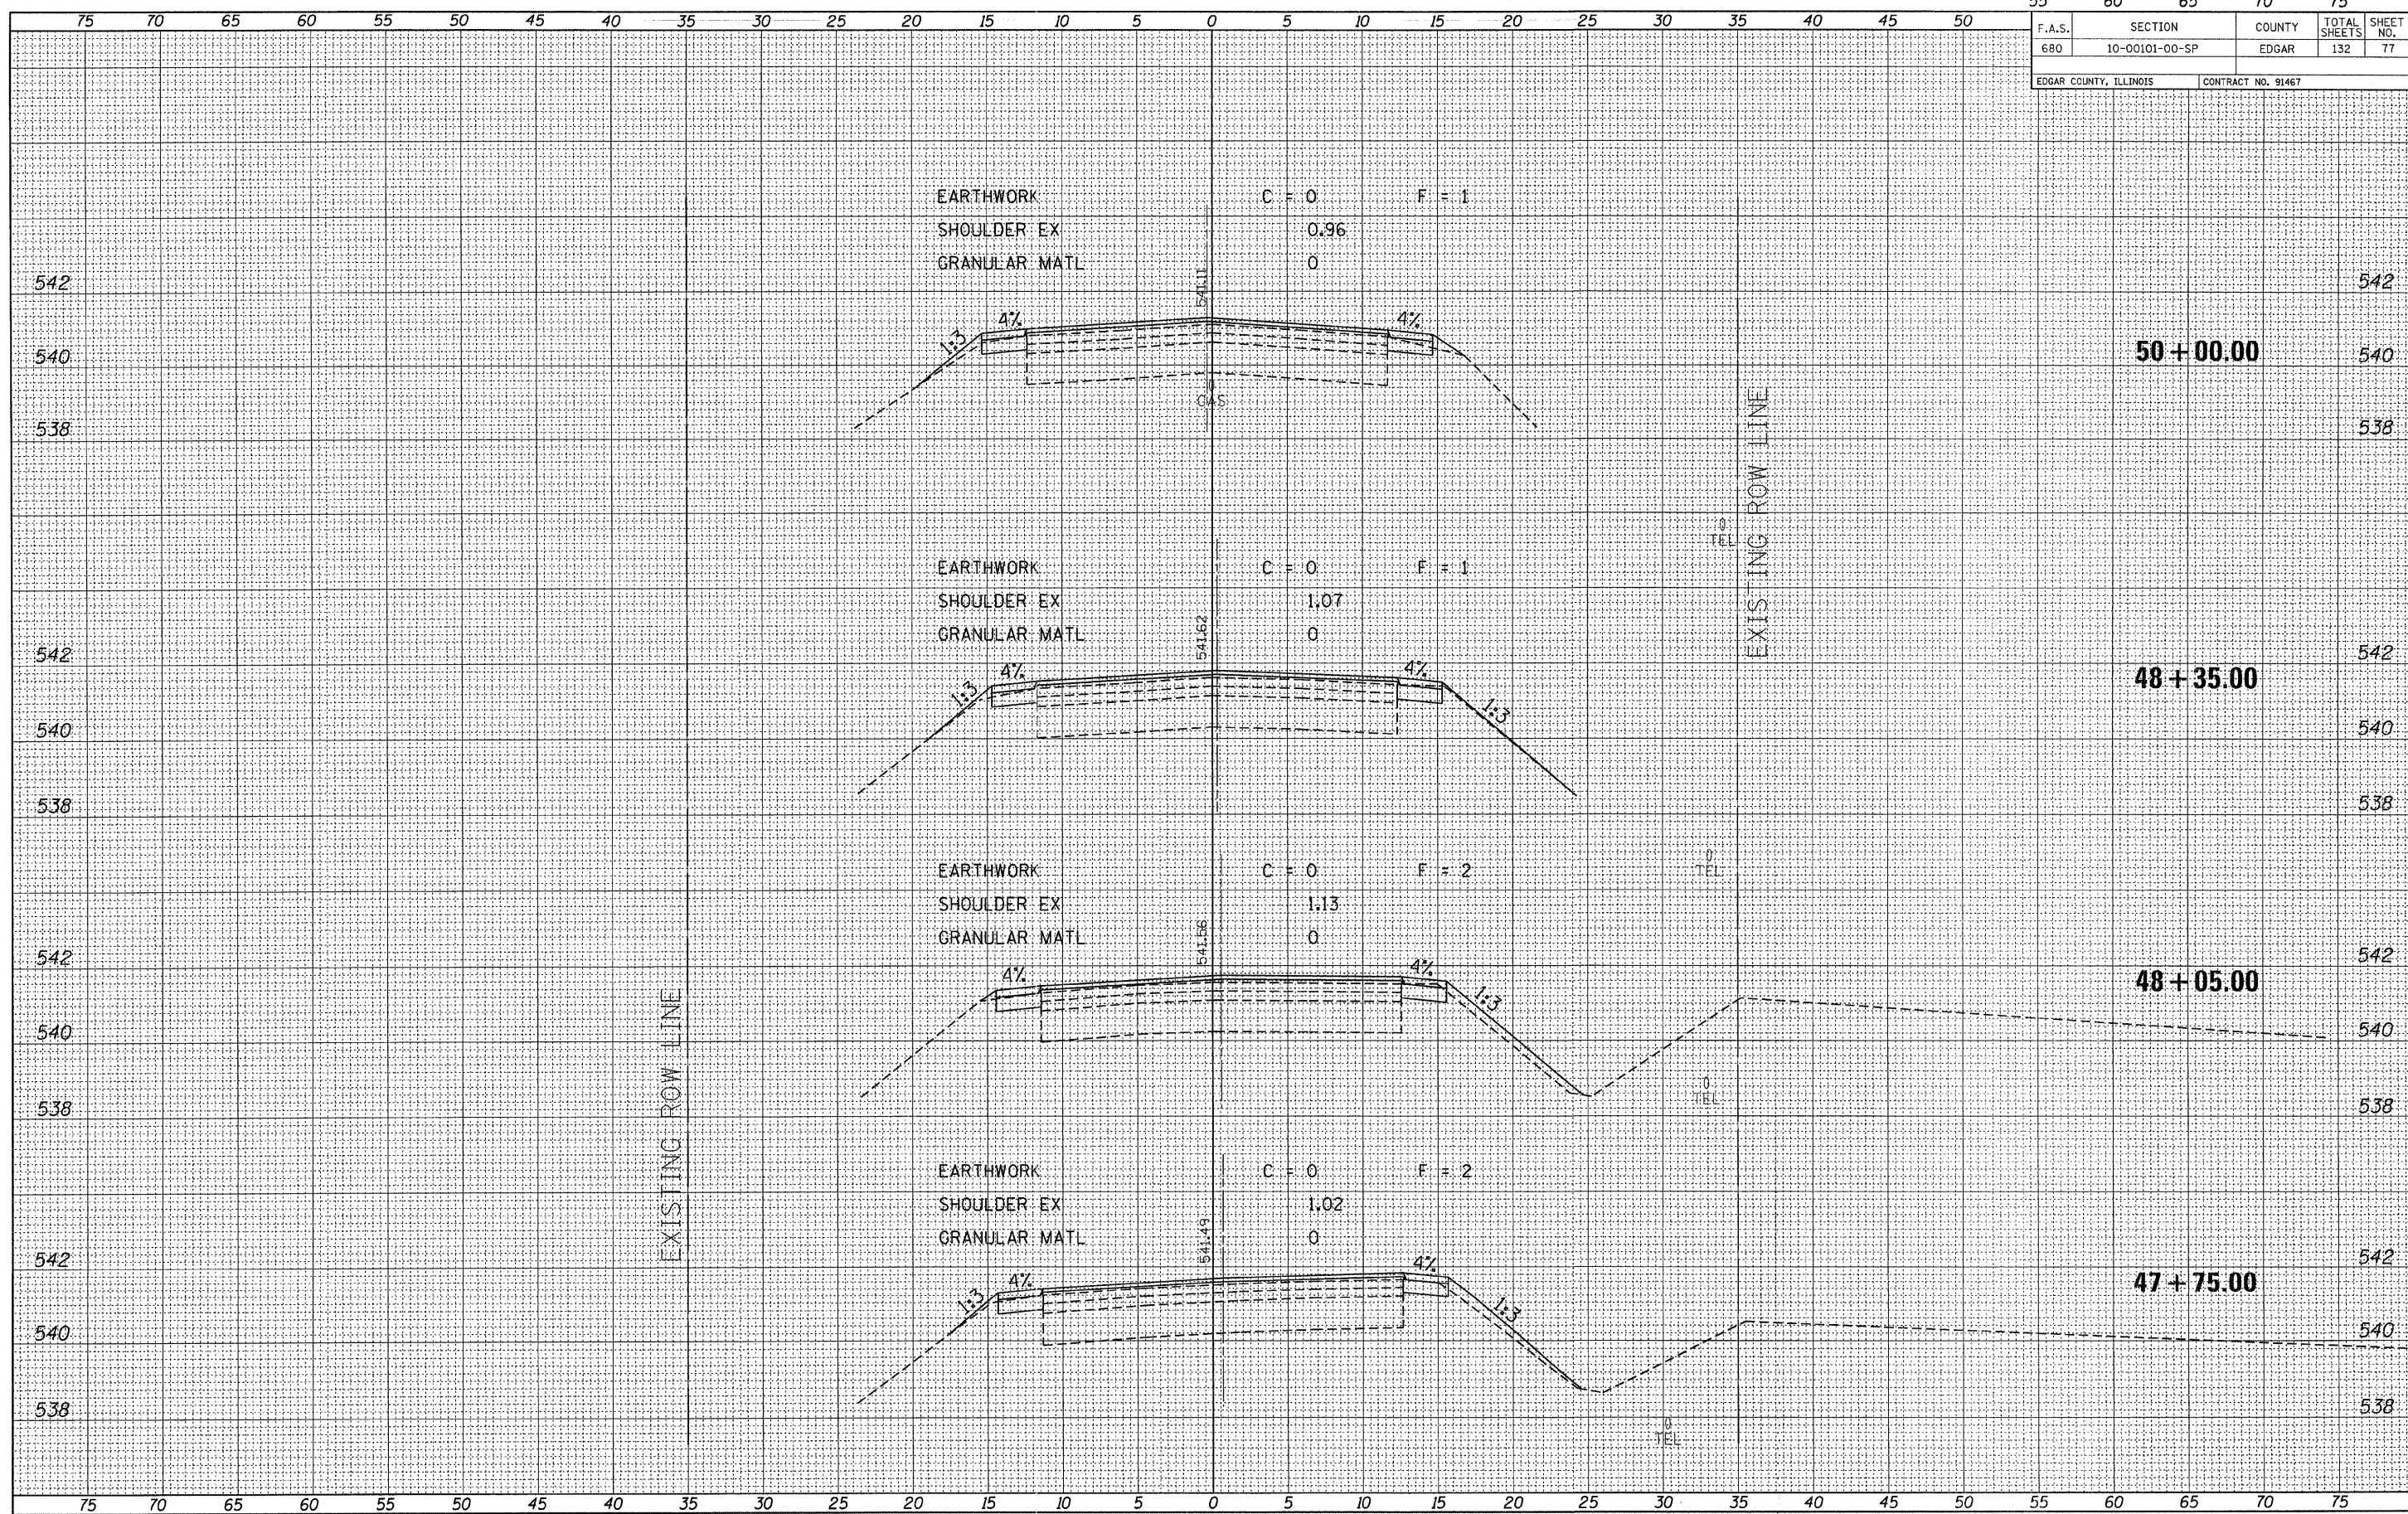 75 70 65 60 55 50 45 40 35 30 25 20 15 10 5 0 5 10 15 20 25 30 35 40 45 50 55 60 65 70 75
F.A.S. SECTION COUNTY TOTAL SHEETS SHEET NO.
680 10-00101-00-SP EDGAR 132 77
EDGAR COUNTY, ILLINOIS CONTRACT NO. 91467
EARTHWORK C = 0 F = 1
SHOULDER EX 0.96
GRANULAR MATL 0
541.11
542 542
4% 4%
1:3
540 50 + 00.00 540
0
GAS
538 538
EXISTING ROW LINE
0
TEL
EARTHWORK C = 0 F = 1
SHOULDER EX 1.07
GRANULAR MATL 0
541.62
542 542
4% 4%
1:3 48 + 35.00
1:3
540 540
538 538
0
TEL
EARTHWORK C = 0 F = 2
SHOULDER EX 1.13
GRANULAR MATL 0
541.56
542 542
4% 4%
48 + 05.00
1:3
540 540
EXISTING ROW LINE
0
TEL
538 538
EARTHWORK C = 0 F = 2
SHOULDER EX 1.02
GRANULAR MATL 0
541.49
542 542
4% 4%
47 + 75.00
1:3 1:3
540 540
538 538
0
TEL
75 70 65 60 55 50 45 40 35 30 25 20 15 10 5 0 5 10 15 20 25 30 35 40 45 50 55 60 65 70 75